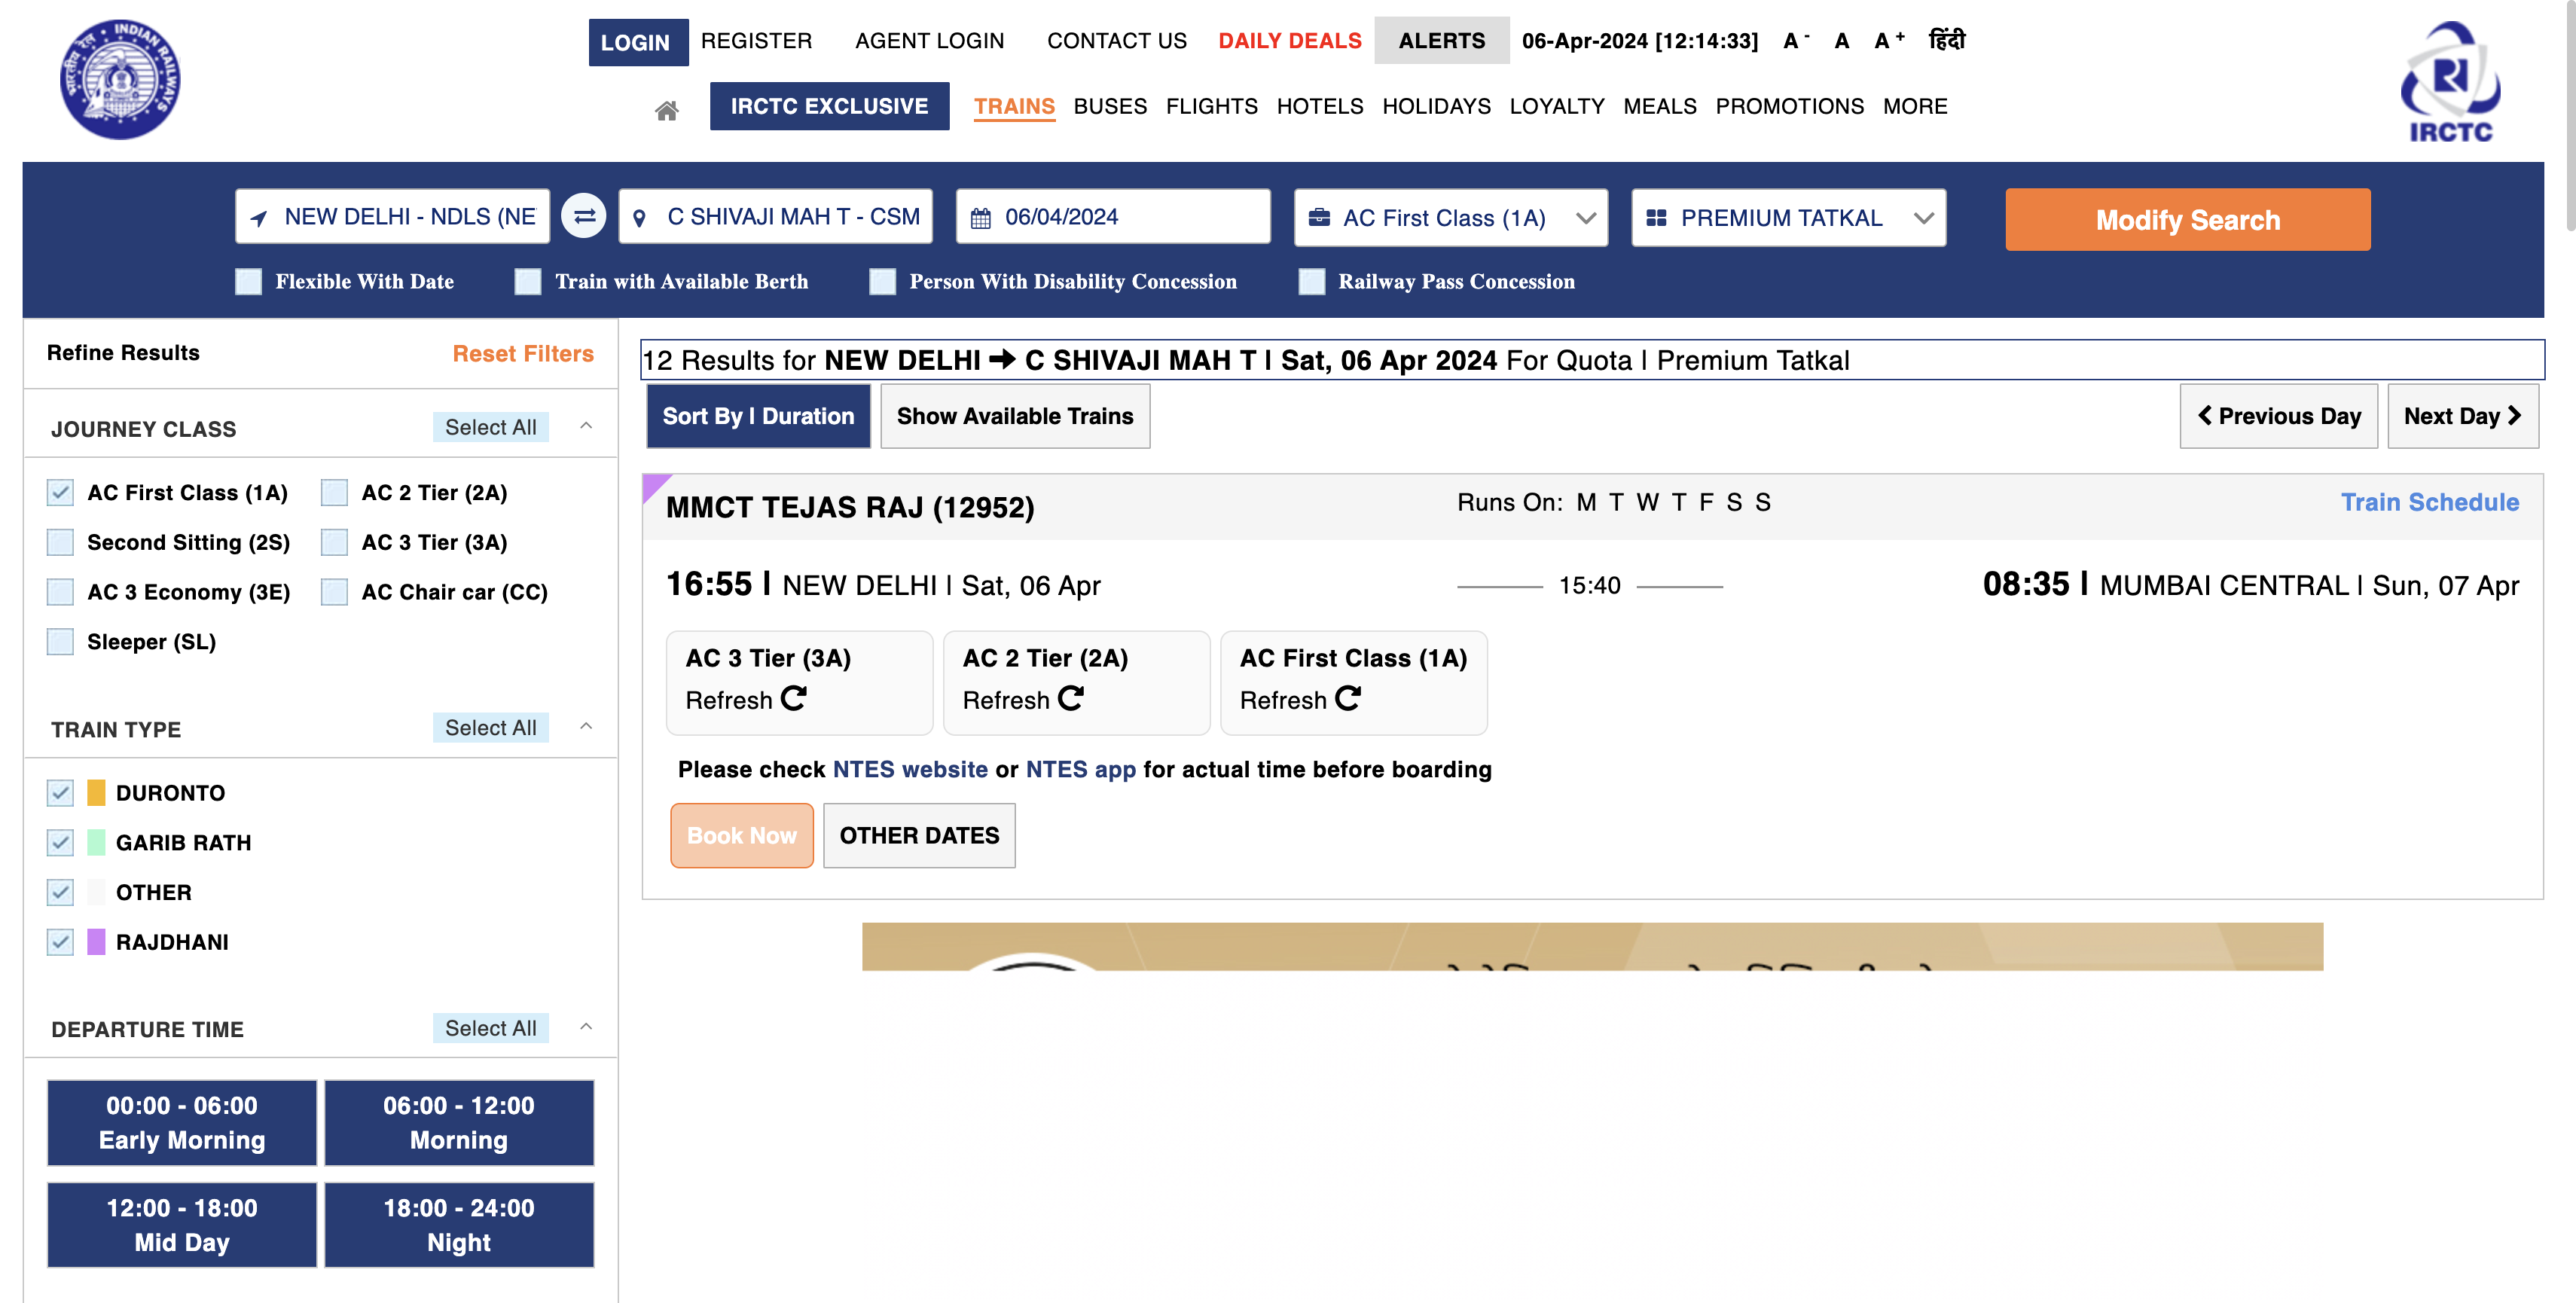 LOGIN REGISTER AGENT LOGIN CONTACT US DAILY DEALS ALERTS 06-Apr-2024 [12:14:33] A - A A + हिंदी
भारतीय रेल INDIAN RAILWAYS
IRCTC EXCLUSIVE TRAINS BUSES FLIGHTS HOTELS HOLIDAYS LOYALTY MEALS PROMOTIONS MORE
IRCTC
NEW DELHI - NDLS (NE C SHIVAJI MAH T - CSM 06/04/2024 AC First Class (1A) PREMIUM TATKAL Modify Search
Flexible With Date Train with Available Berth Person With Disability Concession Railway Pass Concession
Refine Results Reset Filters
JOURNEY CLASS Select All
AC First Class (1A) AC 2 Tier (2A)
Second Sitting (2S) AC 3 Tier (3A)
AC 3 Economy (3E) AC Chair car (CC)
Sleeper (SL)
TRAIN TYPE Select All
DURONTO
GARIB RATH
OTHER
RAJDHANI
DEPARTURE TIME Select All
00:00 - 06:00 06:00 - 12:00
Early Morning Morning
12:00 - 18:00 18:00 - 24:00
Mid Day Night
12 Results for NEW DELHI ➔ C SHIVAJI MAH T | Sat, 06 Apr 2024 For Quota | Premium Tatkal
Sort By | Duration Show Available Trains Previous Day Next Day
MMCT TEJAS RAJ (12952) Runs On: M T W T F S S Train Schedule
16:55 | NEW DELHI | Sat, 06 Apr 15:40 08:35 | MUMBAI CENTRAL | Sun, 07 Apr
AC 3 Tier (3A) AC 2 Tier (2A) AC First Class (1A)
Refresh Refresh Refresh
Please check NTES website or NTES app for actual time before boarding
Book Now OTHER DATES